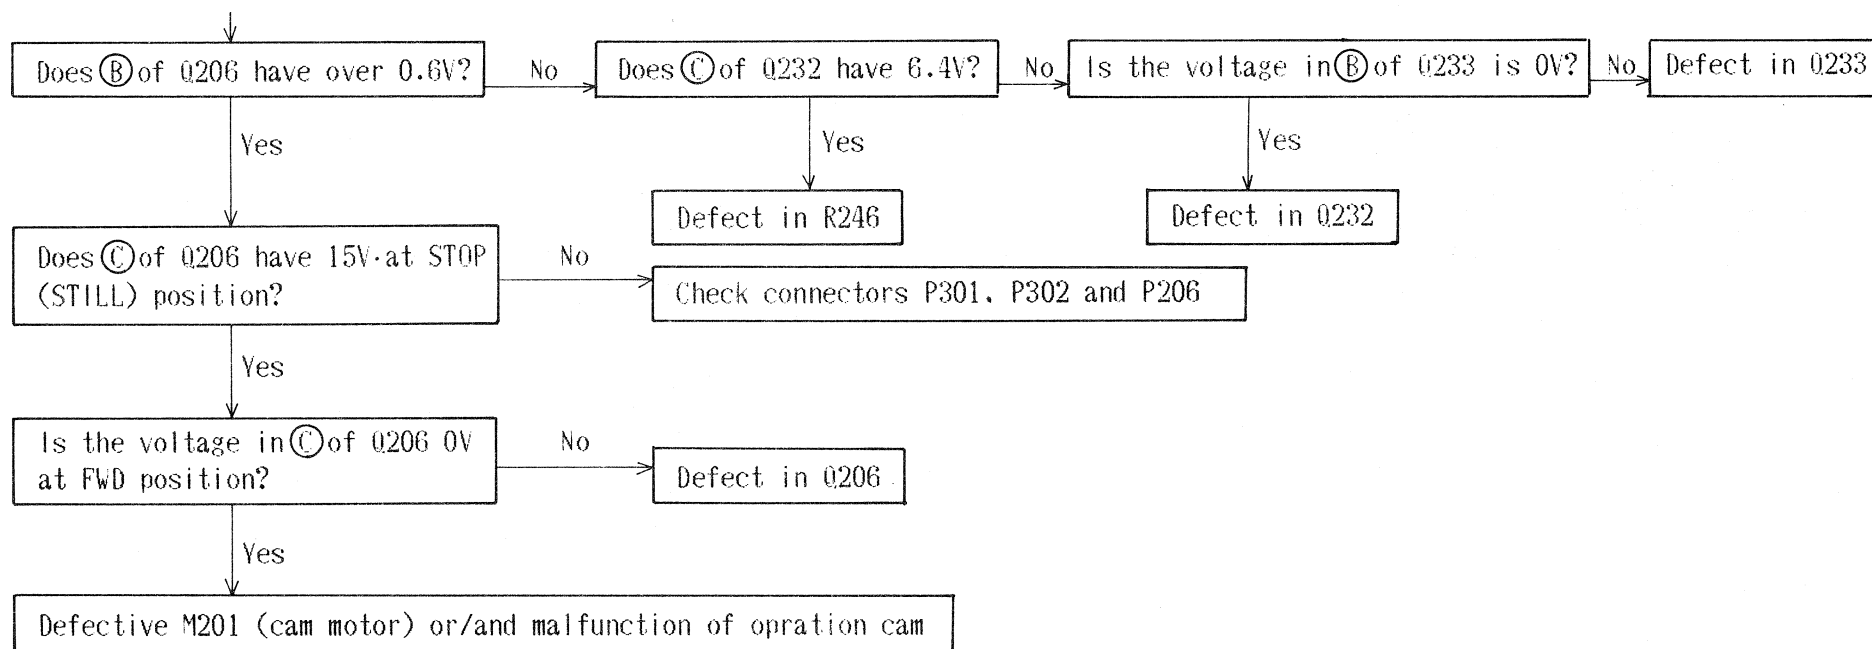 Does Ⓑ of Q206 have over 0.6V?
No
Does Ⓒ of Q232 have 6.4V?
No
Is the voltage in Ⓑ of Q233 is 0V?
No
Defect in Q233
Yes
Yes
Yes
Defect in R246
Defect in Q232
Does Ⓒ of Q206 have 15V·at STOP
(STILL) position?
No
Check connectors P301. P302 and P206
Yes
Is the voltage in Ⓒ of Q206 0V
at FWD position?
No
Defect in Q206
Yes
Defective M201 (cam motor) or/and malfunction of opration cam